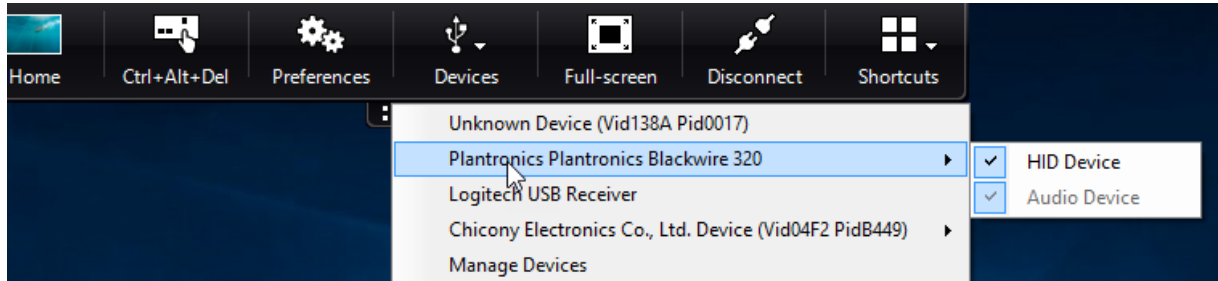 Home Ctrl+Alt+Del Preferences Devices Full-screen Disconnect Shortcuts
Unknown Device (Vid138A Pid0017)
Plantronics Plantronics Blackwire 320
HID Device
Logitech USB Receiver
Audio Device
Chicony Electronics Co., Ltd. Device (Vid04F2 PidB449)
Manage Devices